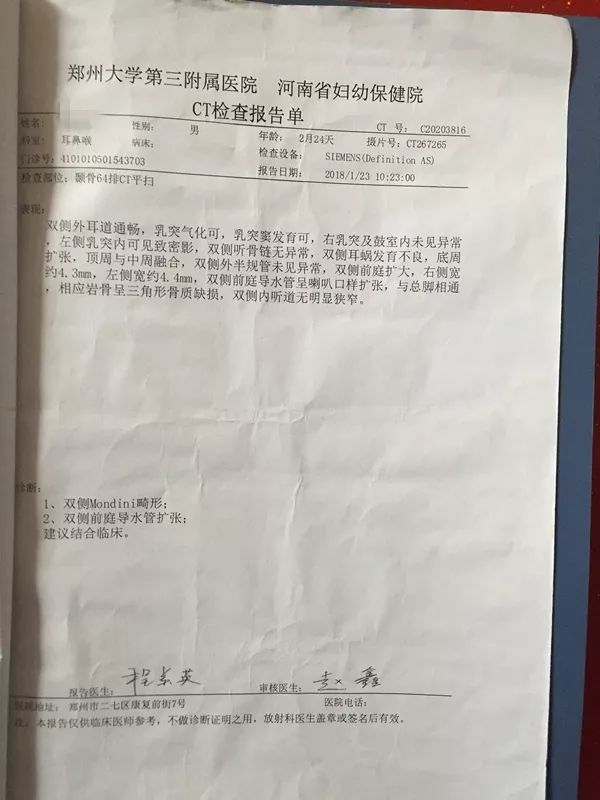 郑州大学第三附属医院 河南省妇幼保健院
CT检查报告单
姓名: 性别: 男 年龄: 2月24天 CT 号: C20203816
科室: 耳鼻喉 病床: 摄片号: CT267265
门诊号: 4101010501543703 检查设备: SIEMENS(Definition AS)
检查部位: 颞骨64排CT平扫 报告日期: 2018/1/23 10:23:00
表现:
双侧外耳道通畅，乳突气化可，乳突窦发育可，右乳突及鼓室内未见异常
，左侧乳突内可见致密影，双侧听骨链无异常，双侧耳蜗发育不良，底周
扩张，顶周与中周融合，双侧外半规管未见异常，双侧前庭扩大，右侧宽
约4.3mm，左侧宽约4.4mm，双侧前庭导水管呈喇叭口样扩张，与总脚相通
，相应岩骨呈三角形骨质缺损，双侧内听道无明显狭窄。
诊断:
1、双侧Mondini畸形；
2、双侧前庭导水管扩张；
建议结合临床。
报告医生: 程素英 审核医生: 赵鑫
医院地址: 郑州市二七区康复前街7号 医院电话:
注: 本报告仅供临床医师参考，不做诊断证明之用，放射科医生盖章或签名后有效。